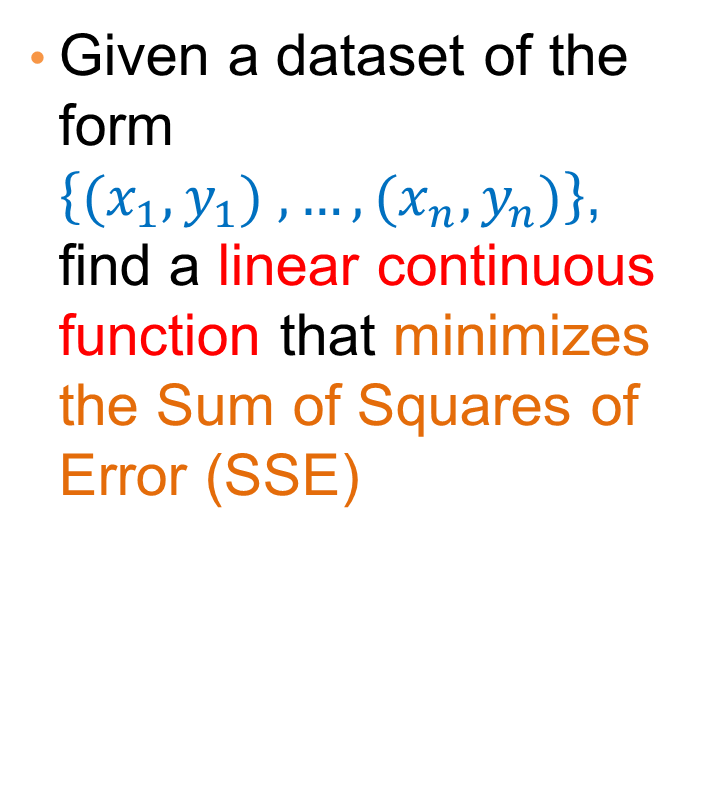 • Given a dataset of the
form
{(𝑥₁, 𝑦₁) , … , (𝑥ₙ, 𝑦ₙ)},
find a linear continuous
function that minimizes
the Sum of Squares of
Error (SSE)